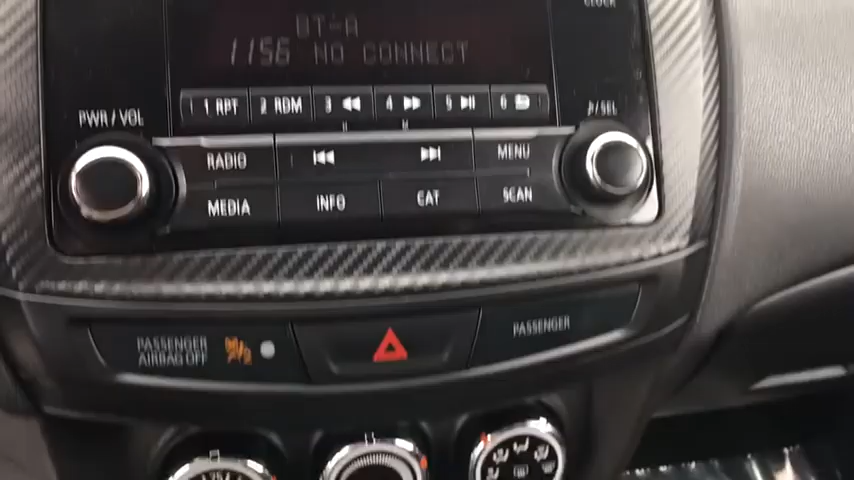 CLOCK
BT-A
1156 NO CONNECT
1 RPT 2 RDM 3 4 5 6
PWR / VOL
♪/SEL
RADIO MENU
MEDIA INFO CAT SCAN
PASSENGER
AIRBAG OFF
PASSENGER